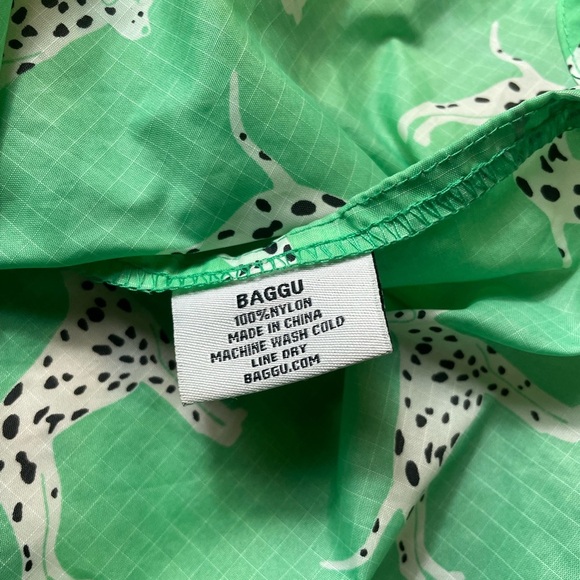 BAGGU
100%NYLON
MADE IN CHINA
MACHINE WASH COLD
LINE DRY
BAGGU.COM